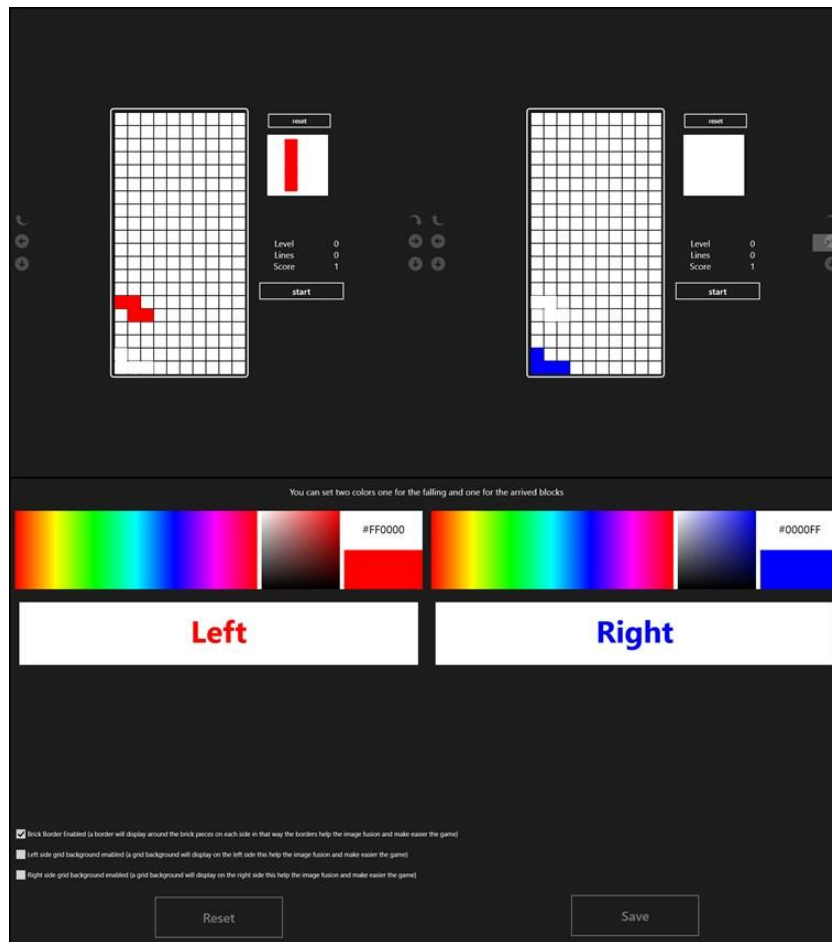 reset
reset
Level 0
Lines 0
Score 1
Level 0
Lines 0
Score 1
start
start
You can set two colors one for the falling and one for the arrived blocks
#FF0000
#0000FF
Left
Right
Brick Border Enabled (a border will display around the brick pieces on each side in that way the borders help the image fusion and make easier the game)
Left side grid background enabled (a grid background will display on the left side this help the image fusion and make easier the game)
Right side grid background enabled (a grid background will display on the right side this help the image fusion and make easier the game)
Reset
Save